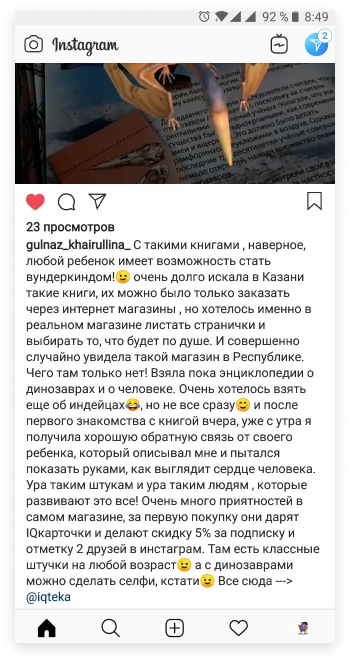 92 % 8:49
Instagram
2
23 просмотров
gulnaz_khairullina_ С такими книгами , наверное,
любой ребенок имеет возможность стать
вундеркиндом!😉 очень долго искала в Казани
такие книги, их можно было только заказать
через интернет магазины , но хотелось именно в
реальном магазине листать странички и
выбирать то, что будет по душе. И совершенно
случайно увидела такой магазин в Республике.
Чего там только нет! Взяла пока энциклопедии о
динозаврах и о человеке. Очень хотелось взять
еще об индейцах😂, но не все сразу😊 и после
первого знакомства с книгой вчера, уже с утра я
получила хорошую обратную связь от своего
ребенка, который описывал мне и пытался
показать руками, как выглядит сердце человека.
Ура таким штукам и ура таким людям , которые
развивают это все! Очень много приятностей в
самом магазине, за первую покупку они дарят
IQкарточки и делают скидку 5% за подписку и
отметку 2 друзей в инстаграм. Там есть классные
штучки на любой возраст😉 а с динозаврами
можно сделать селфи, кстати😉 Все сюда --->
@iqteka